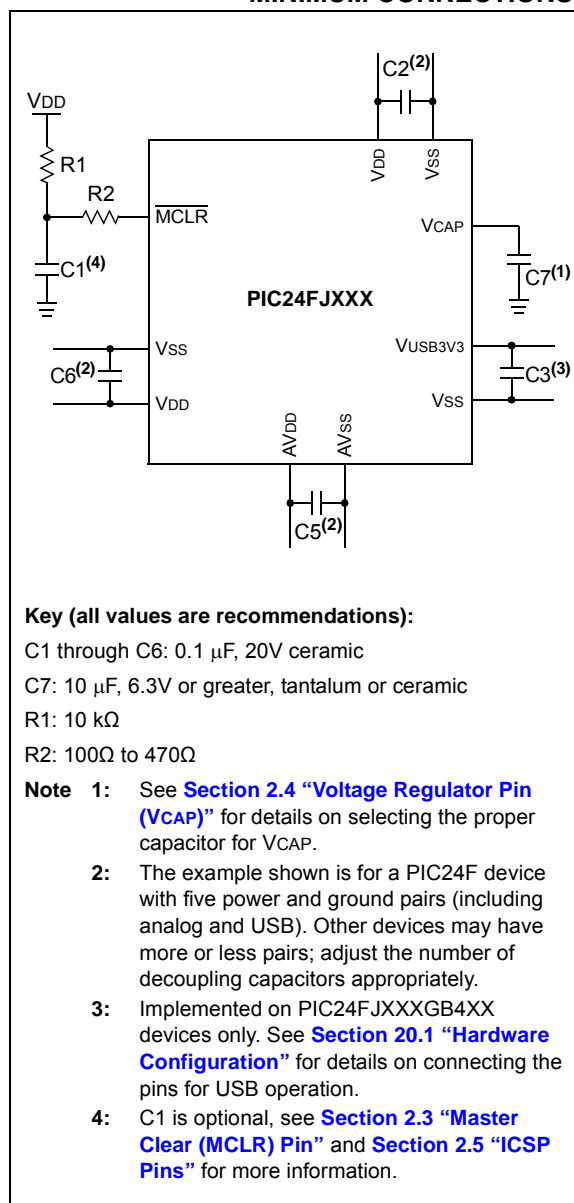 MINIMUM CONNECTIONS
C2(2)
VDD
R1
R2
VDD
VSS
MCLR
VCAP
C1(4)
C7(1)
PIC24FJXXX
VSS
VUSB3V3
C6(2)
C3(3)
VDD
VSS
AVDD
AVSS
C5(2)
Key (all values are recommendations):
C1 through C6: 0.1 μF, 20V ceramic
C7: 10 μF, 6.3V or greater, tantalum or ceramic
R1: 10 kΩ
R2: 100Ω to 470Ω
Note 1: See Section 2.4 “Voltage Regulator Pin
(VCAP)” for details on selecting the proper
capacitor for VCAP.
2: The example shown is for a PIC24F device
with five power and ground pairs (including
analog and USB). Other devices may have
more or less pairs; adjust the number of
decoupling capacitors appropriately.
3: Implemented on PIC24FJXXXGB4XX
devices only. See Section 20.1 “Hardware
Configuration” for details on connecting the
pins for USB operation.
4: C1 is optional, see Section 2.3 “Master
Clear (MCLR) Pin” and Section 2.5 “ICSP
Pins” for more information.